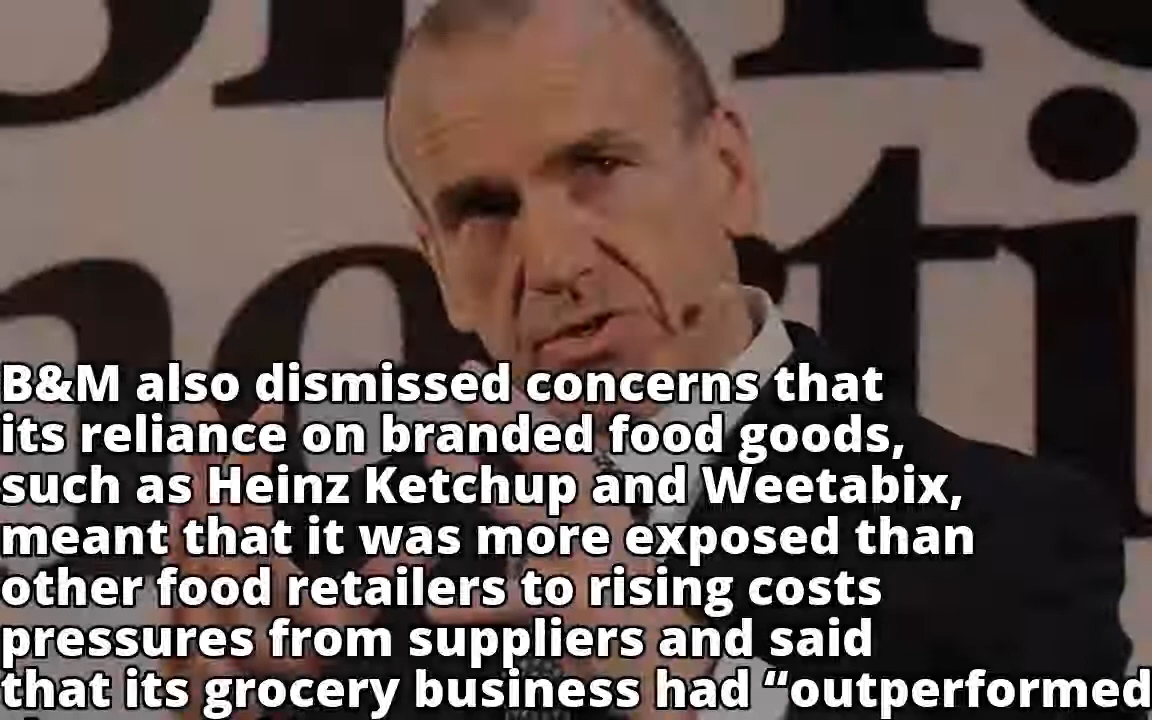 B&M also dismissed concerns that
its reliance on branded food goods,
such as Heinz Ketchup and Weetabix,
meant that it was more exposed than
other food retailers to rising costs
pressures from suppliers and said
that its grocery business had “outperformed